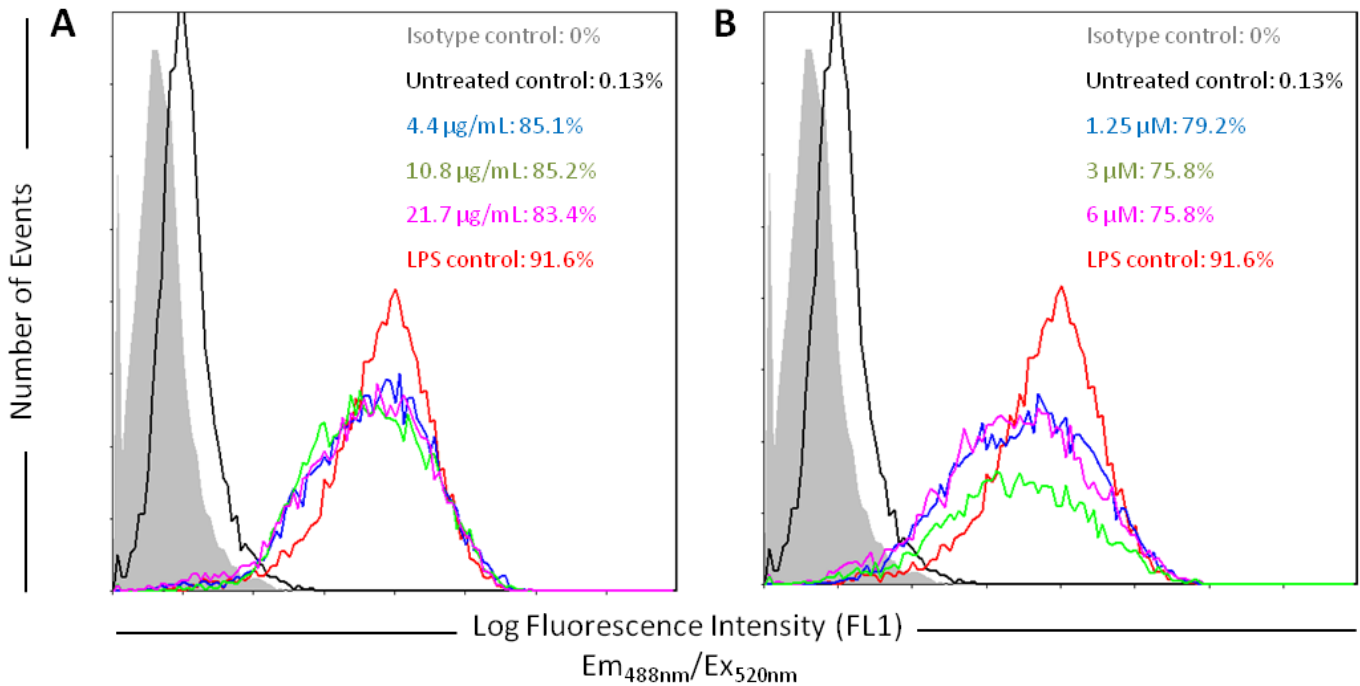 A
Isotype control: 0%
Untreated control: 0.13%
4.4 µg/mL: 85.1%
10.8 µg/mL: 85.2%
21.7 µg/mL: 83.4%
LPS control: 91.6%
B
Isotype control: 0%
Untreated control: 0.13%
1.25 µM: 79.2%
3 µM: 75.8%
6 µM: 75.8%
LPS control: 91.6%
Number of Events
Log Fluorescence Intensity (FL1)
Em488nm/Ex520nm